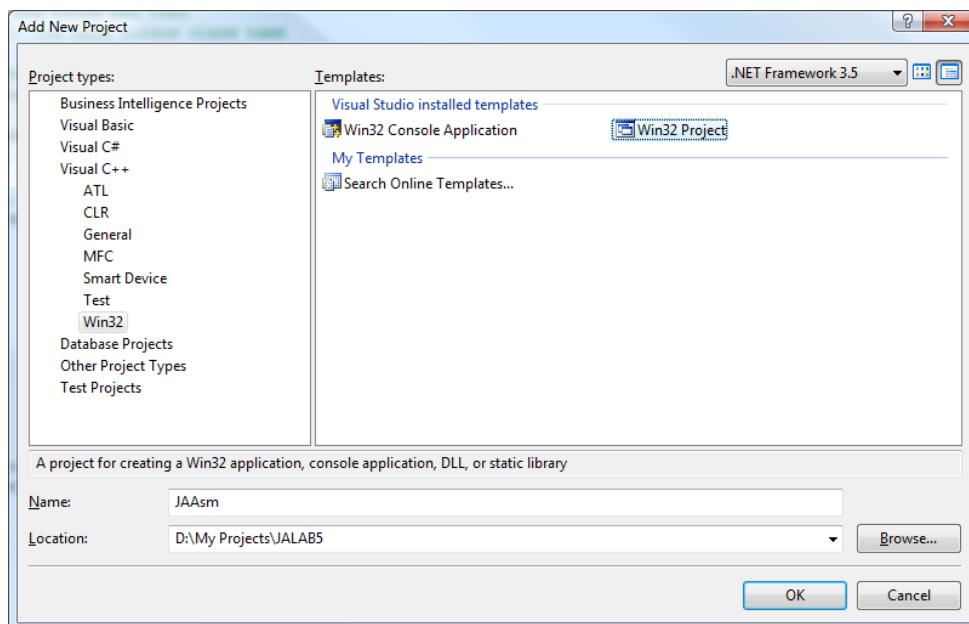 Add New Project
?
X
Project types:
Templates:
.NET Framework 3.5
Business Intelligence Projects
Visual Basic
Visual C#
Visual C++
ATL
CLR
General
MFC
Smart Device
Test
Win32
Database Projects
Other Project Types
Test Projects
Visual Studio installed templates
Win32 Console Application
Win32 Project
My Templates
Search Online Templates...
A project for creating a Win32 application, console application, DLL, or static library
Name:
JAAsm
Location:
D:\My Projects\JALAB5
Browse...
OK
Cancel